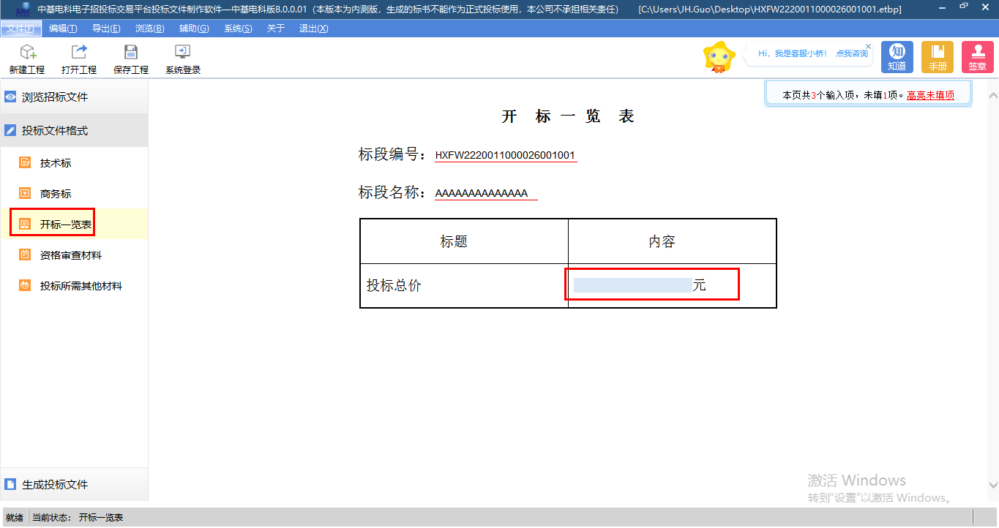 中基电科电子招投标交易平台投标文件制作软件—中基电科版8.0.0.01（本版本为内测版，生成的标书不能作为正式投标使用，本公司不承担相关责任） [C:\Users\JH.Guo\Desktop\HXFW2220011000026001001.etbp]
文件(F) 编辑(T) 导出(E) 浏览(B) 辅助(G) 系统(S) 关于 退出(X)
新建工程 打开工程 保存工程 系统登录
Hi，我是客服小桥！ 点我咨询
知 知道 手册 签章
浏览招标文件
本页共3个输入项，未填1项。高亮未填项
开 标 一 览 表
投标文件格式
标段编号：HXFW2220011000026001001
技术标
标段名称：AAAAAAAAAAAAAA
商务标
开标一览表
标题 内容
资格审查材料
投标总价 元
投标所需其他材料
生成投标文件
激活 Windows
转到“设置”以激活 Windows。
就绪 当前状态： 开标一览表